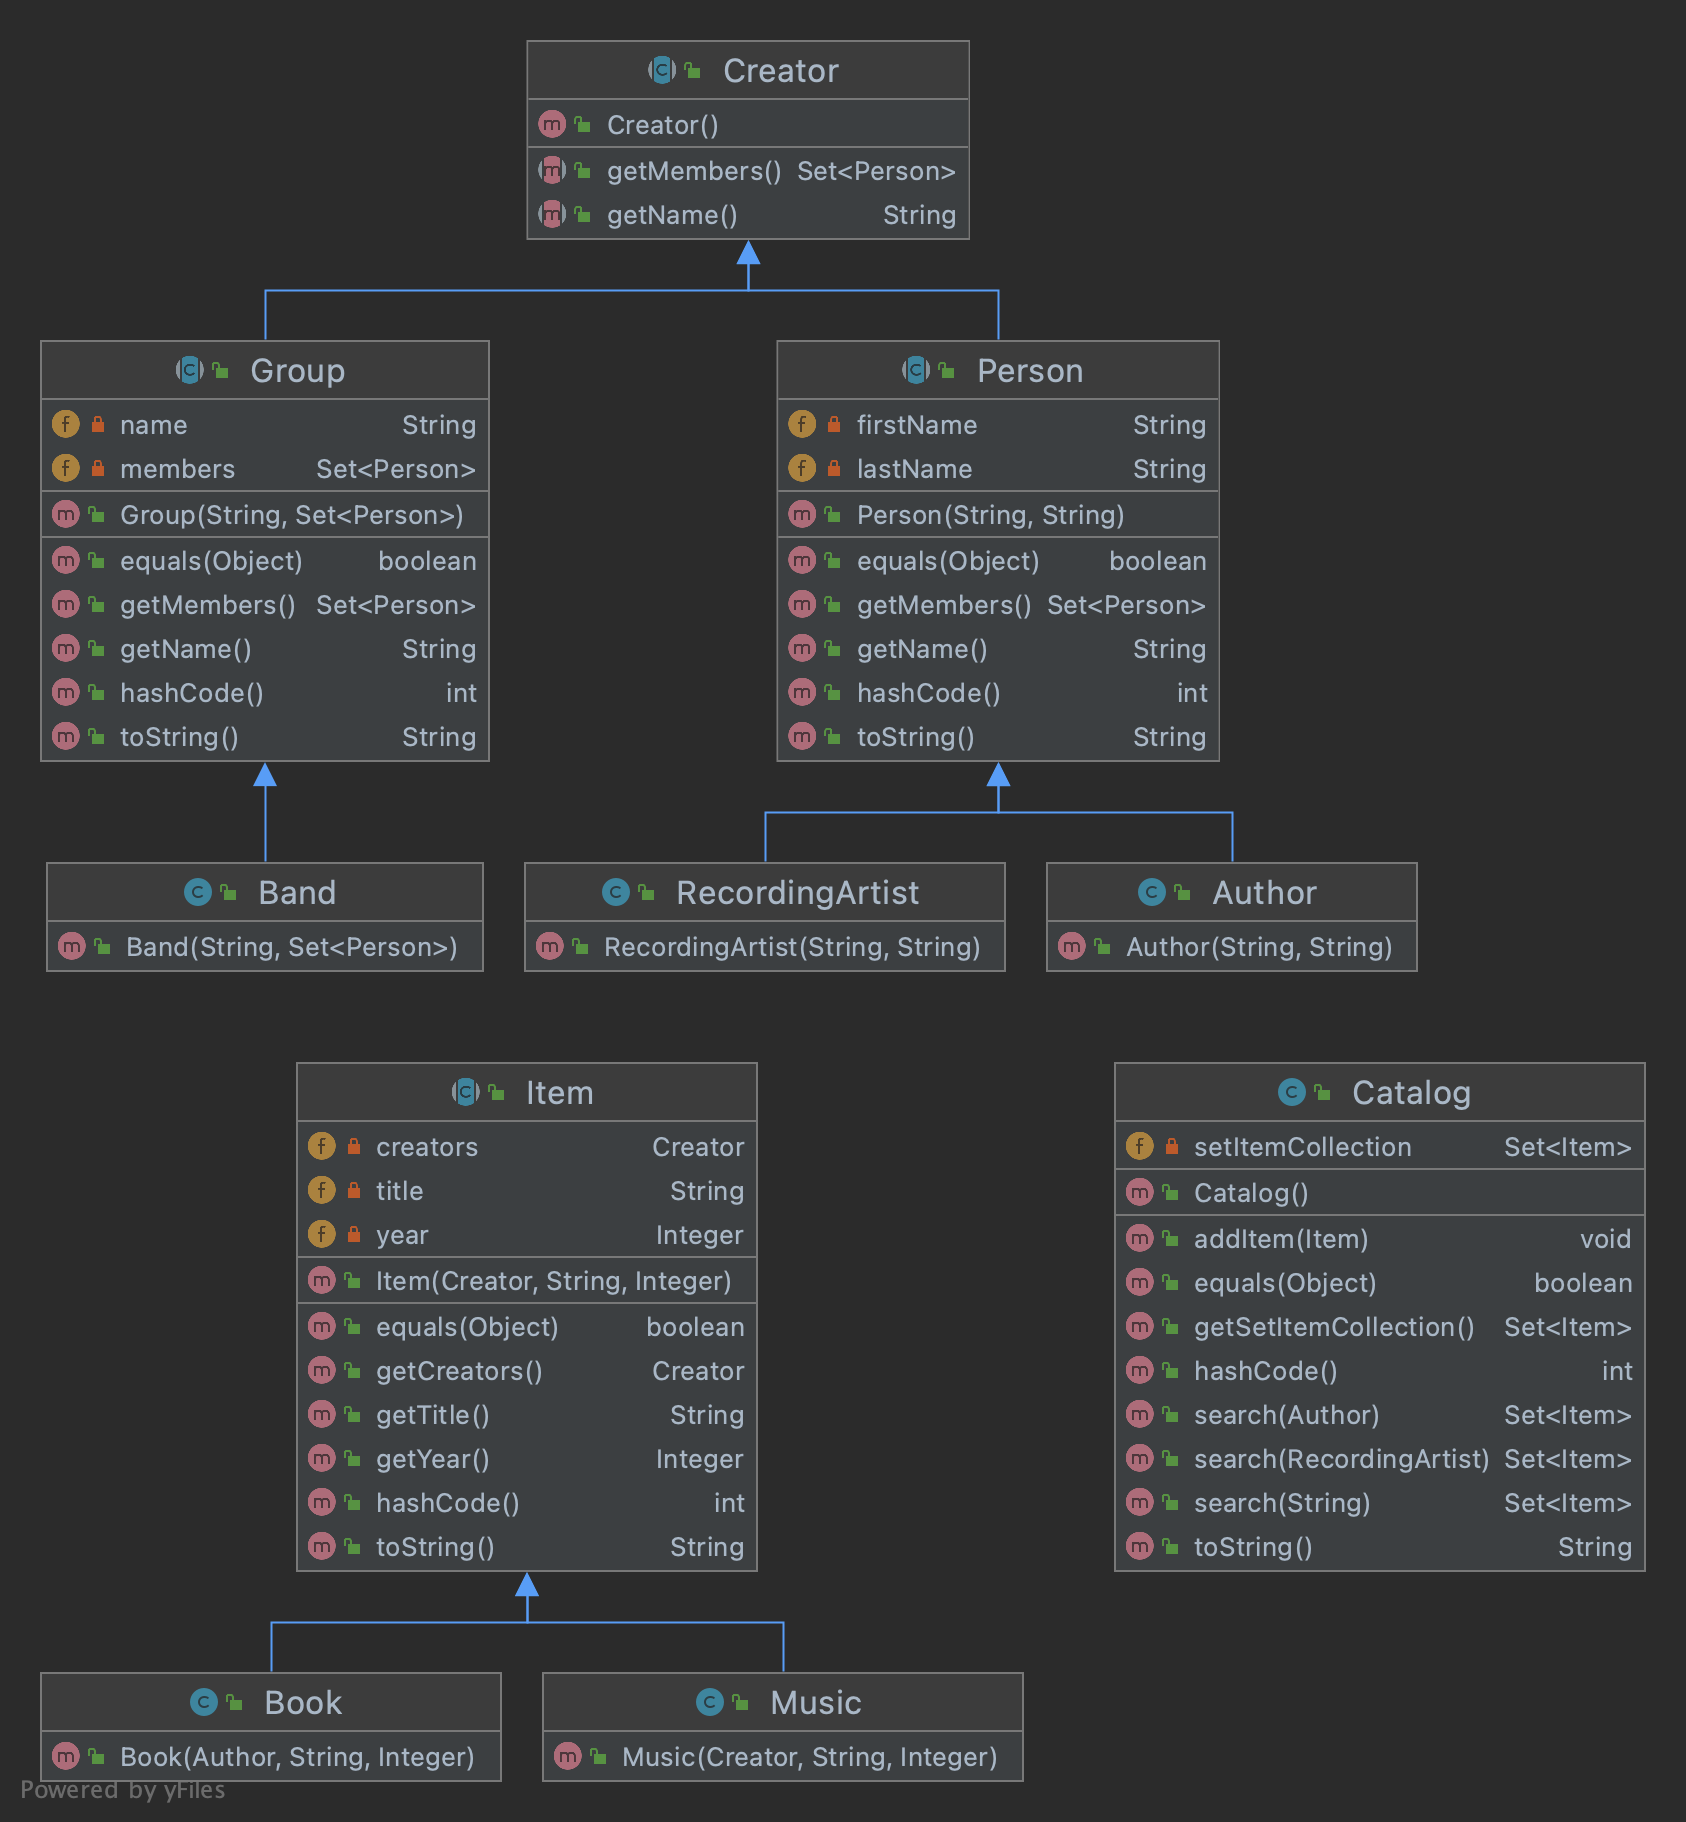 Creator
Creator()
getMembers() Set<Person>
getName() String
Group
name String
members Set<Person>
Group(String, Set<Person>)
equals(Object) boolean
getMembers() Set<Person>
getName() String
hashCode() int
toString() String
Person
firstName String
lastName String
Person(String, String)
equals(Object) boolean
getMembers() Set<Person>
getName() String
hashCode() int
toString() String
Band
Band(String, Set<Person>)
RecordingArtist
RecordingArtist(String, String)
Author
Author(String, String)
Item
creators Creator
title String
year Integer
Item(Creator, String, Integer)
equals(Object) boolean
getCreators() Creator
getTitle() String
getYear() Integer
hashCode() int
toString() String
Catalog
setItemCollection Set<Item>
Catalog()
addItem(Item) void
equals(Object) boolean
getSetItemCollection() Set<Item>
hashCode() int
search(Author) Set<Item>
search(RecordingArtist) Set<Item>
search(String) Set<Item>
toString() String
Book
Book(Author, String, Integer)
Music
Music(Creator, String, Integer)
Powered by yFiles